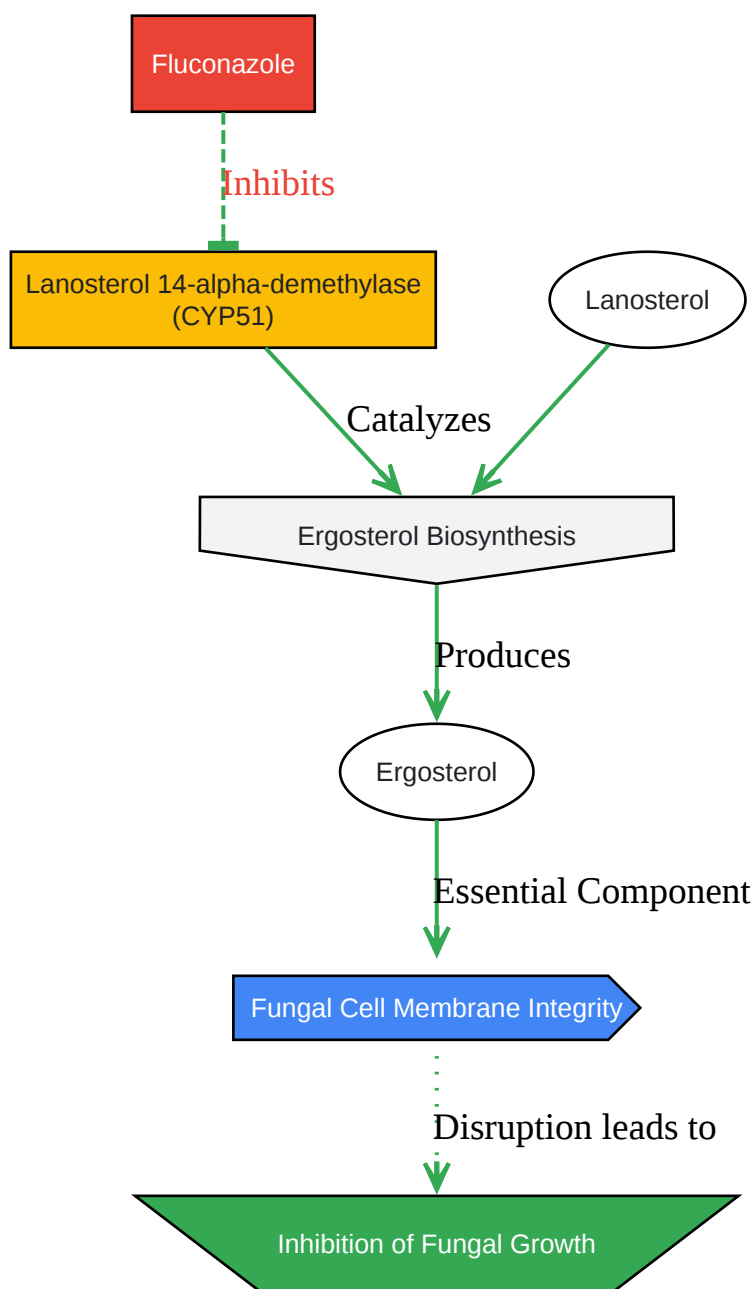 Fluconazole
Inhibits
Lanosterol 14-alpha-demethylase
(CYP51)
Lanosterol
Catalyzes
Ergosterol Biosynthesis
Produces
Ergosterol
Essential Component
Fungal Cell Membrane Integrity
Disruption leads to
Inhibition of Fungal Growth